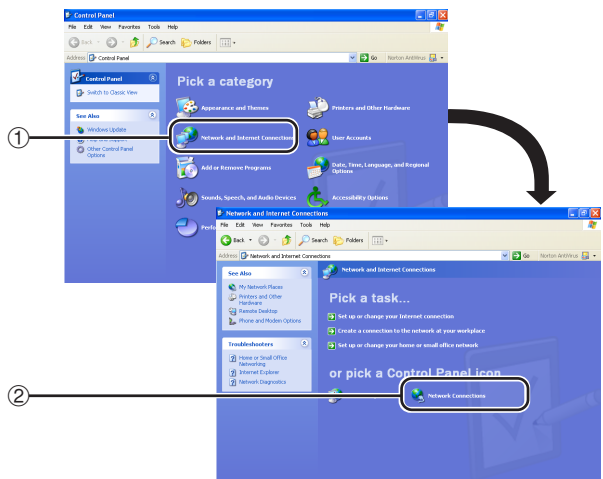 Control Panel
File Edit View Favorites Tools Help
Back Search Folders
Address Control Panel Go Norton AntiVirus
Control Panel
Switch to Classic View
See Also
Windows Update
Help and Support
Other Control Panel
Options
Pick a category
Appearance and Themes
Printers and Other Hardware
① Network and Internet Connections
User Accounts
Add or Remove Programs
Date, Time, Language, and Regional
Options
Sounds, Speech, and Audio Devices
Accessibility Options
Perfo
Network and Internet Connections
File Edit View Favorites Tools Help
Back Search Folders
Address Network and Internet Connections Go Norton AntiVirus
See Also
My Network Places
Printers and Other
Hardware
Remote Desktop
Phone and Modem Options
Troubleshooters
Home or Small Office
Networking
Internet Explorer
Network Diagnostics
Network and Internet Connections
Pick a task...
Set up or change your Internet connection
Create a connection to the network at your workplace
Set up or change your home or small office network
or pick a Control Panel icon
② Network Connections